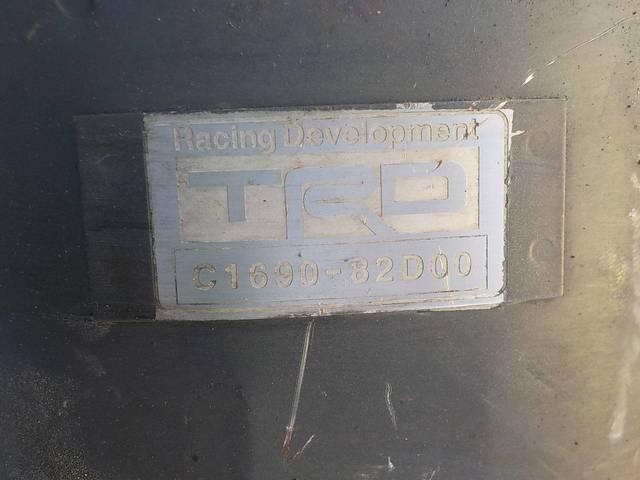 Racing Development
TRD
C1690-82D00